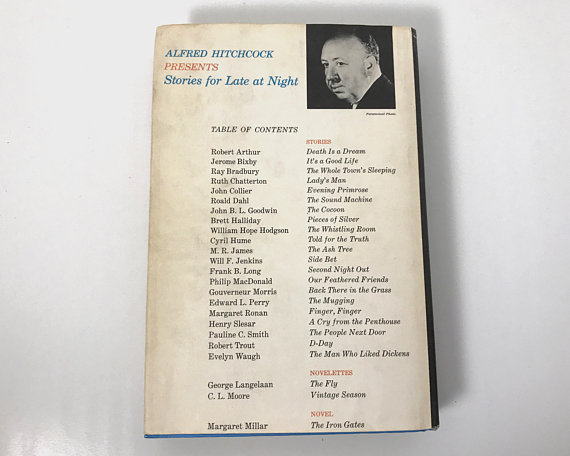 ALFRED HITCHCOCK
PRESENTS
Stories for Late at Night
Paramount Photo
TABLE OF CONTENTS
STORIES
Robert Arthur Death Is a Dream
Jerome Bixby It's a Good Life
Ray Bradbury The Whole Town's Sleeping
Ruth Chatterton Lady's Man
John Collier Evening Primrose
Roald Dahl The Sound Machine
John B. L. Goodwin The Cocoon
Brett Halliday Pieces of Silver
William Hope Hodgson The Whistling Room
Cyril Hume Told for the Truth
M. R. James The Ash Tree
Will F. Jenkins Side Bet
Frank B. Long Second Night Out
Philip MacDonald Our Feathered Friends
Gouverneur Morris Back There in the Grass
Edward L. Perry The Mugging
Margaret Ronan Finger, Finger
Henry Slesar A Cry from the Penthouse
Pauline C. Smith The People Next Door
Robert Trout D-Day
Evelyn Waugh The Man Who Liked Dickens
NOVELETTES
George Langelaan The Fly
C. L. Moore Vintage Season
NOVEL
Margaret Millar The Iron Gates